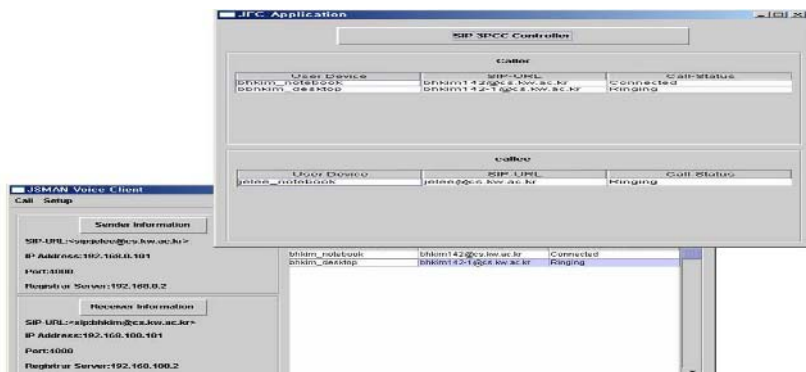 JFC Application
SIP 3PCC Controller
Caller
User Device SIP-URL Call-Status
bhkim_notebook bhkim142@cs.kw.ac.kr Connected
bhkim_desktop bhkim142-1@cs.kw.ac.kr Ringing
callee
User Device SIP-URL Call-Status
jelee_notebook jelee@cs.kw.ac.kr Ringing
JSMAN Voice Client
Call Setup
Sender Information
SIP-URL:<sip:jelee@cs.kw.ac.kr>
IP Address:192.168.0.101
Port:4000
Registrar Server:192.168.0.2
bhkim_notebook bhkim142@cs.kw.ac.kr Connected
bhkim_desktop bhkim142-1@cs.kw.ac.kr Ringing
Receiver Information
SIP-URL:<sip:bhkim@cs.kw.ac.kr>
IP Address:192.168.100.101
Port:4000
Registrar Server:192.168.100.2